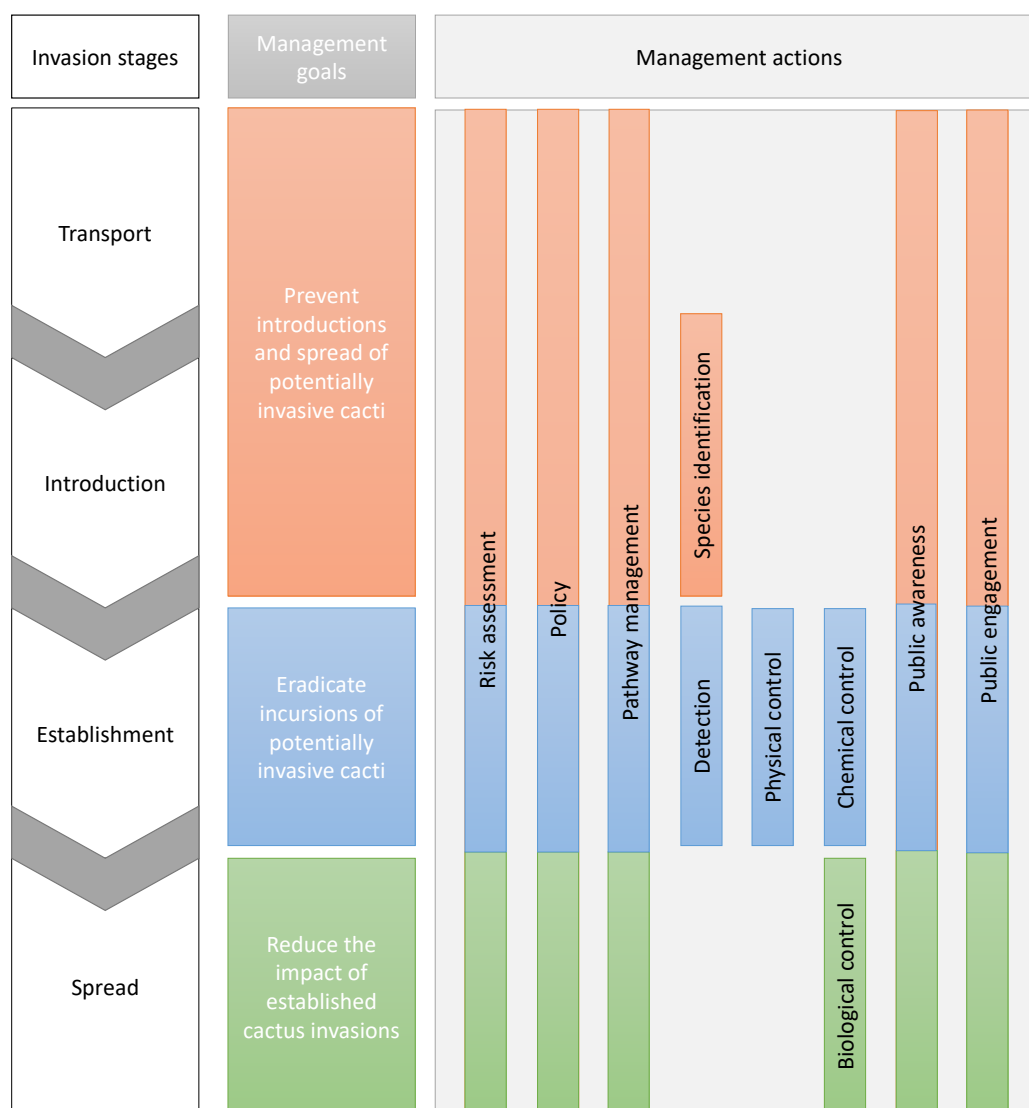 Invasion stages
Management
goals
Management actions
Transport
Introduction
Establishment
Spread
Prevent
introductions
and spread of
potentially
invasive cacti
Eradicate
incursions of
potentially
invasive cacti
Reduce the
impact of
established
cactus invasions
Risk assessment
Policy
Pathway management
Species identification
Detection
Physical control
Chemical control
Biological control
Public awareness
Public engagement